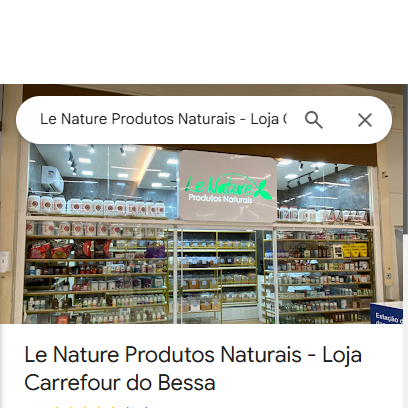 Le Nature Produtos Naturais - Loja C
Le Nature
Produtos Naturais
Estação d
Le Nature Produtos Naturais - Loja
Carrefour do Bessa